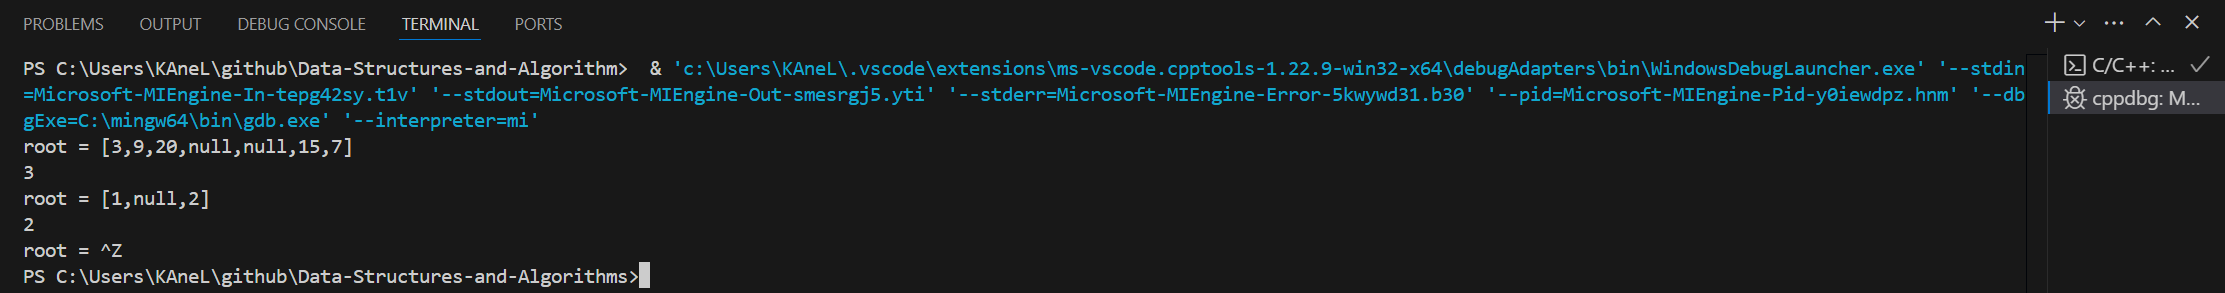 PROBLEMS OUTPUT DEBUG CONSOLE TERMINAL PORTS
PS C:\Users\KAneL\github\Data-Structures-and-Algorithm>  & 'c:\Users\KAneL\.vscode\extensions\ms-vscode.cpptools-1.22.9-win32-x64\debugAdapters\bin\WindowsDebugLauncher.exe' '--stdin
=Microsoft-MIEngine-In-tepg42sy.t1v' '--stdout=Microsoft-MIEngine-Out-smesrgj5.yti' '--stderr=Microsoft-MIEngine-Error-5kwywd31.b30' '--pid=Microsoft-MIEngine-Pid-y0iewdpz.hnm' '--db
gExe=C:\mingw64\bin\gdb.exe' '--interpreter=mi'
root = [3,9,20,null,null,15,7]
3
root = [1,null,2]
2
root = ^Z
PS C:\Users\KAneL\github\Data-Structures-and-Algorithms>
C/C++: ...
cppdbg: M...